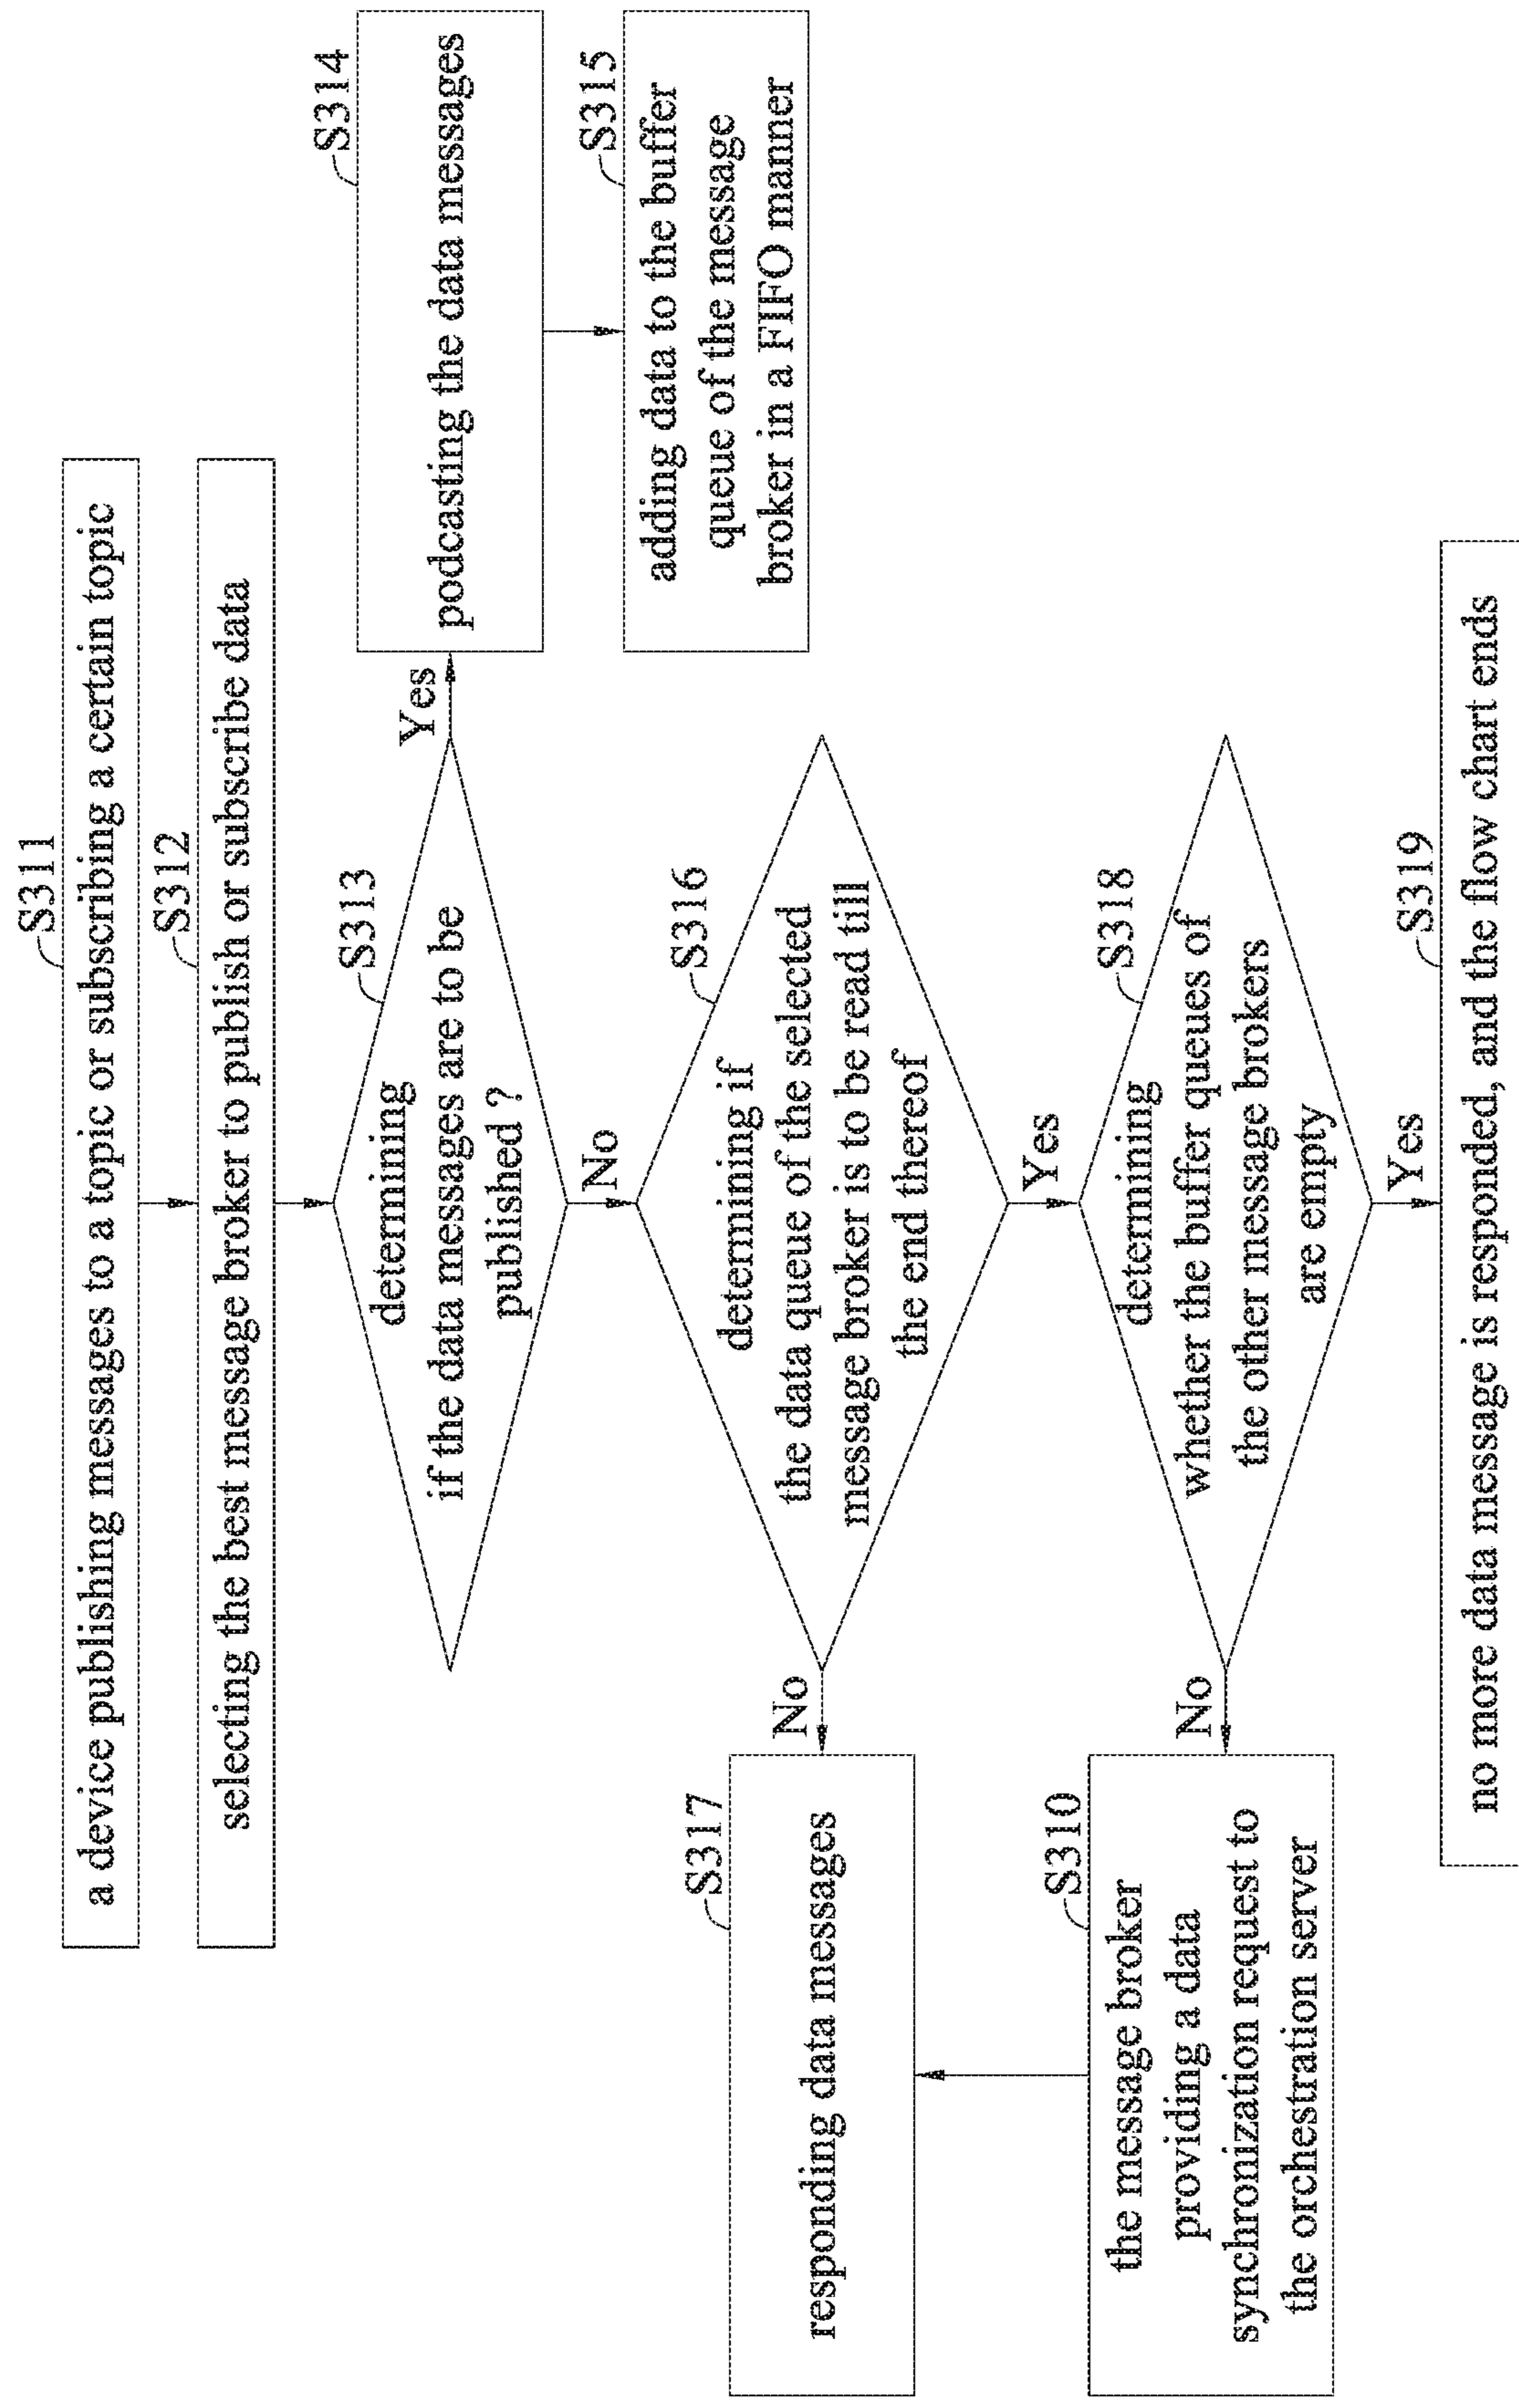 S311
a device publishing messages to a topic or subscribing a certain topic
S312
selecting the best message broker to publish or subscribe data
S313
determining
if the data messages are to be
published ?
Yes
S314
podcasting the data messages
S315
adding data to the buffer
queue of the message
broker in a FIFO manner
No
S316
determining if
the data queue of the selected
message broker is to be read till
the end thereof
No
S317
responding data messages
Yes
S318
determining
whether the buffer queues of
the other message brokers
are empty
No
S310
the message broker
providing a data
synchronization request to
the orchestration server
Yes
S319
no more data message is responded, and the flow chart ends